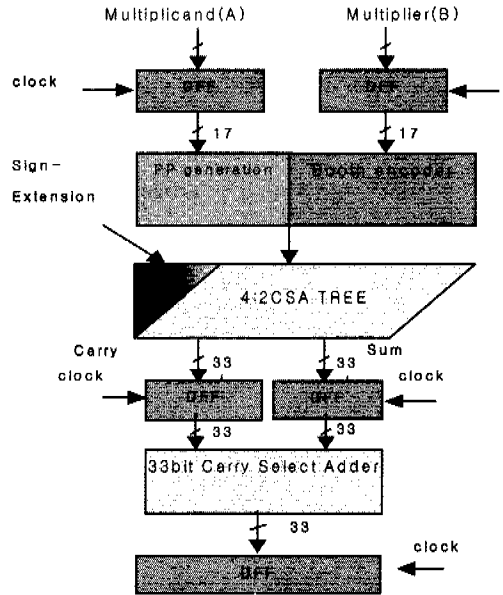 Multiplicand(A)
Multiplier(B)
clock
DFF
DFF
17
17
Sign-
Extension
PP generation
Booth encoder
4:2CSA TREE
Carry
33
33
Sum
clock
DFF
DFF
clock
33
33
33bit Carry Select Adder
33
clock
DFF